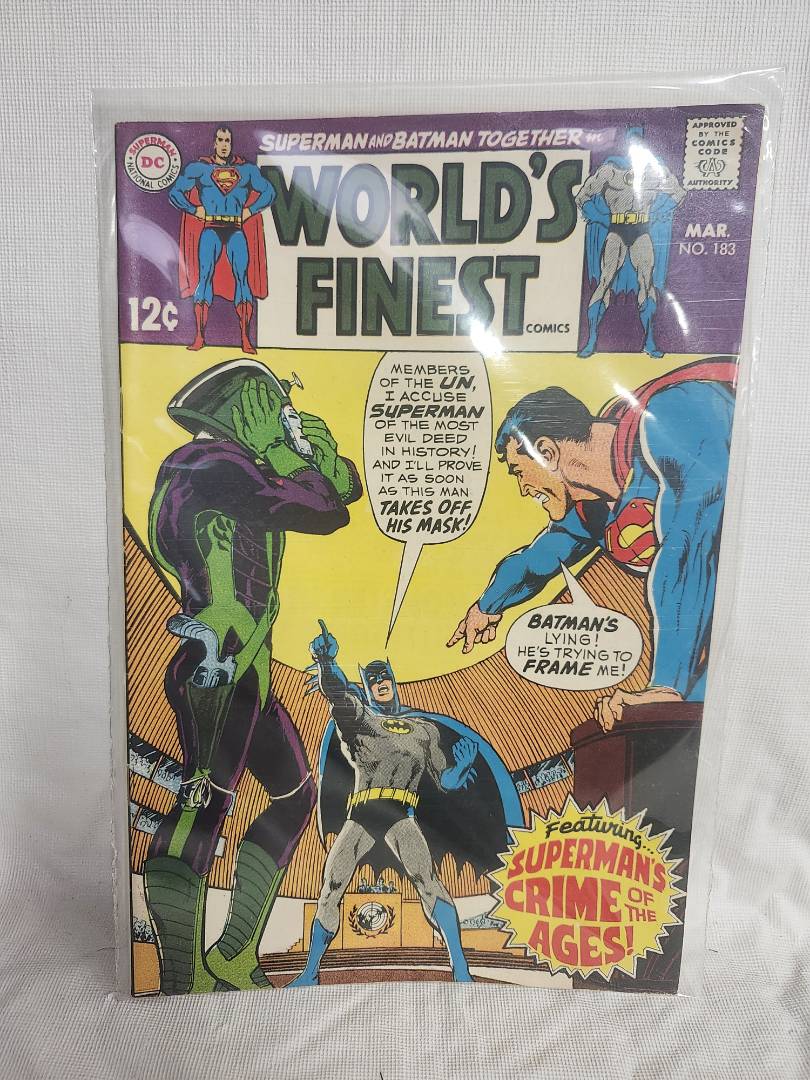 SUPERMAN AND BATMAN TOGETHER in
WORLD'S
FINEST
COMICS
SUPERMAN
DC
NATIONAL COMICS
12¢
APPROVED
BY THE
COMICS
CODE
CA
AUTHORITY
MAR.
NO. 183
MEMBERS
OF THE UN,
I ACCUSE
SUPERMAN
OF THE MOST
EVIL DEED
IN HISTORY!
AND I'LL PROVE
IT AS SOON
AS THIS MAN
TAKES OFF
HIS MASK!
BATMAN'S
LYING!
HE'S TRYING TO
FRAME ME!
Featuring...
SUPERMAN'S
CRIME OF
THE
AGES!